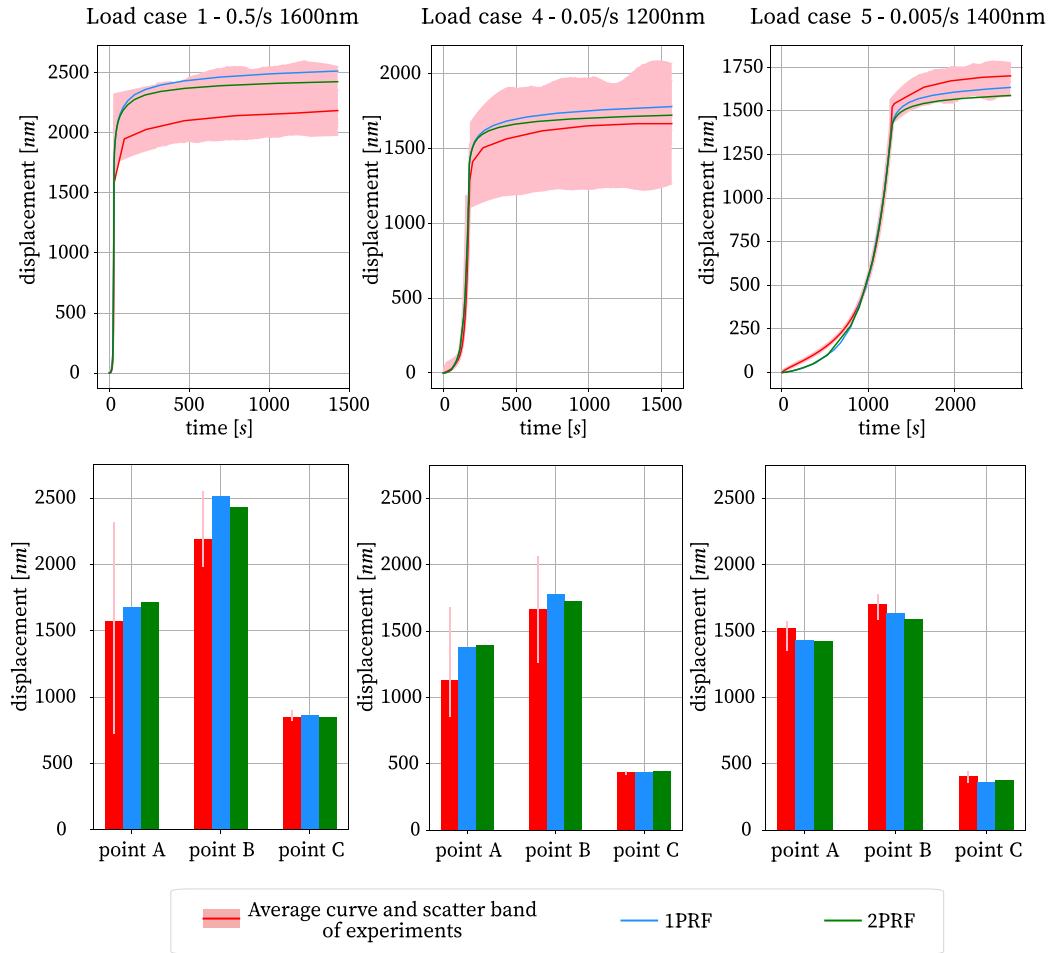 Load case 1 - 0.5/s 1600nm
Load case 4 - 0.05/s 1200nm
Load case 5 - 0.005/s 1400nm
displacement [nm]
2500
2000
1500
1000
500
0
0 500 1000 1500
time [s]
displacement [nm]
2000
1500
1000
500
0
0 500 1000 1500
time [s]
displacement [nm]
1750
1500
1250
1000
750
500
250
0
0 1000 2000
time [s]
displacement [nm]
2500
2000
1500
1000
500
0
point A point B point C
displacement [nm]
2500
2000
1500
1000
500
0
point A point B point C
displacement [nm]
2500
2000
1500
1000
500
0
point A point B point C
Average curve and scatter band
of experiments
1PRF
2PRF